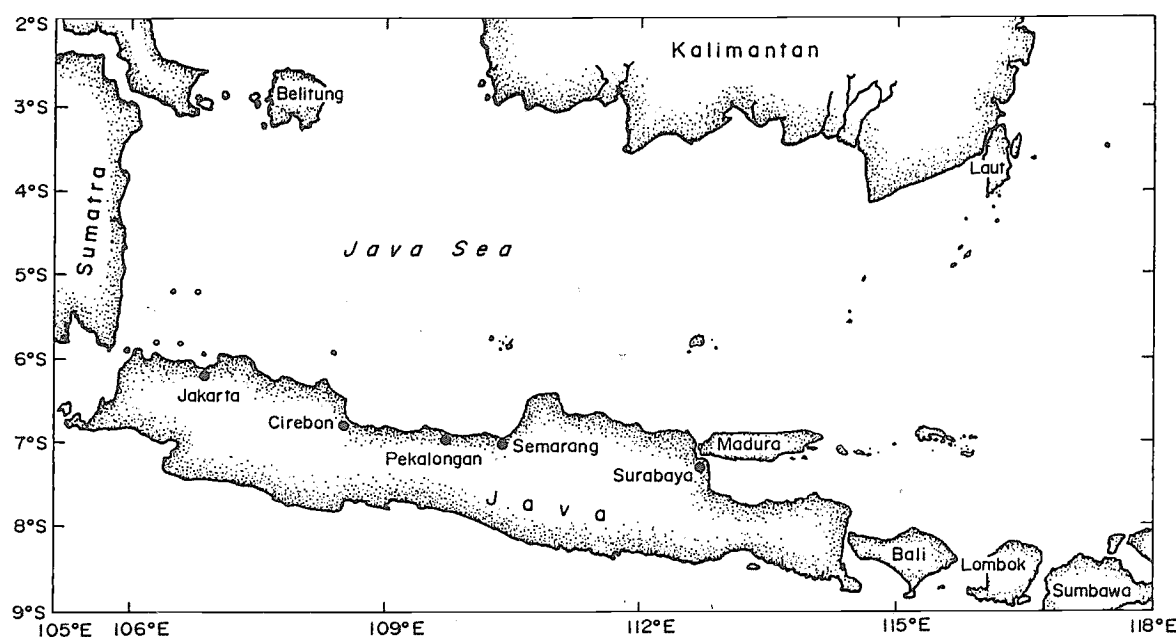 2°S
Kalimantan
Belitung
3°S
Laut
4°S
Sumatra
Java Sea
5°S
6°S
Jakarta
Cirebon
7°S
Semarang
Madura
Pekalongan
Surabaya
Java
8°S
Bali
Lombok
Sumbawa
9°S
105°E 106°E 109°E 112°E 115°E 118°E